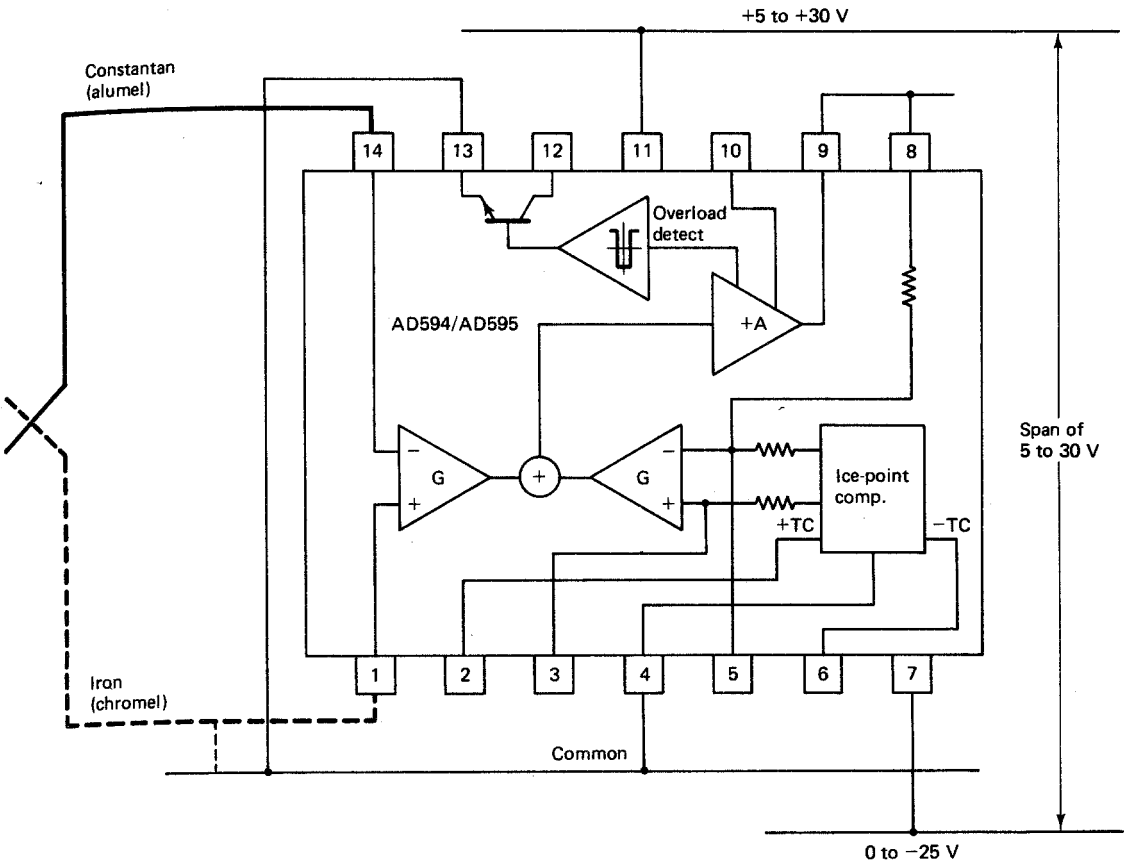 +5 to +30 V
Constantan
(alumel)
14
13
12
11
10
9
8
Overload
detect
AD594/AD595
+A
Span of
5 to 30 V
−
G
+
+
−
G
+
Ice-point
comp.
+TC
−TC
1
2
3
4
5
6
7
Iron
(chromel)
Common
0 to −25 V